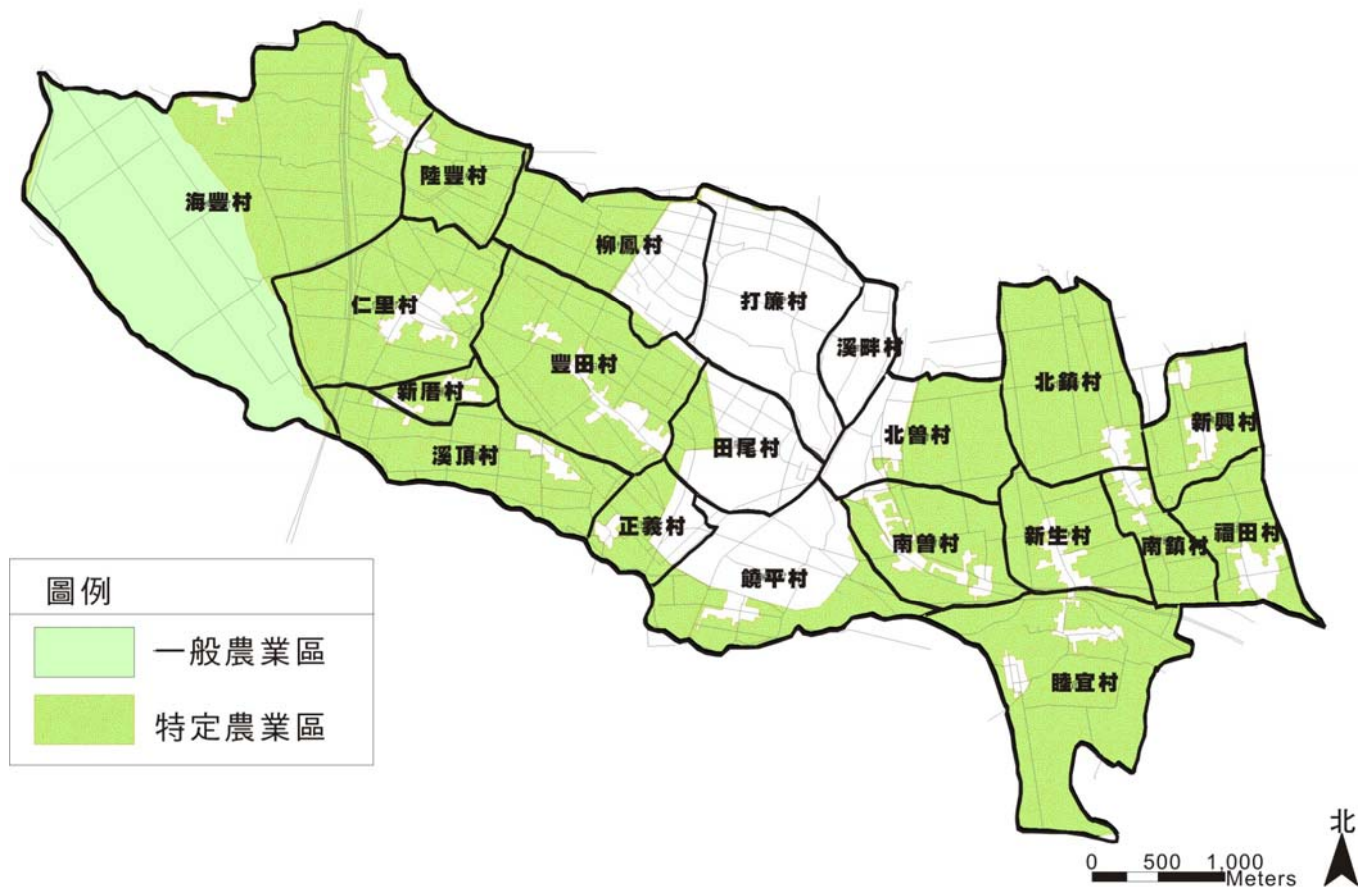 海豐村
陸豐村
柳鳳村
仁里村
打簾村
溪畔村
豐田村
新厝村
北鎮村
北曾村
新興村
田尾村
溪頂村
正義村
南曾村
新生村
南鎮村
福田村
饒平村
睦宜村
圖例
一般農業區
特定農業區
北
0 500 1,000
Meters